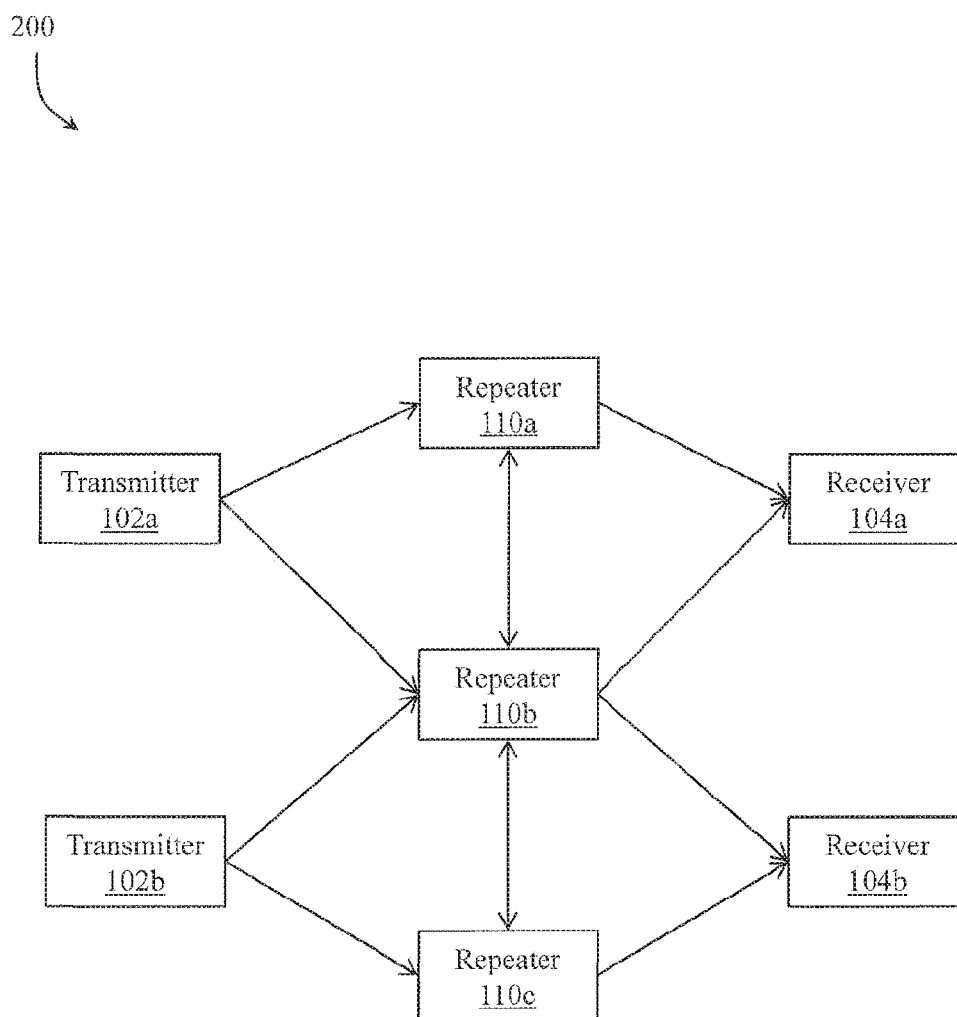 200
Repeater
110a
Transmitter
102a
Receiver
104a
Repeater
110b
Transmitter
102b
Receiver
104b
Repeater
110c